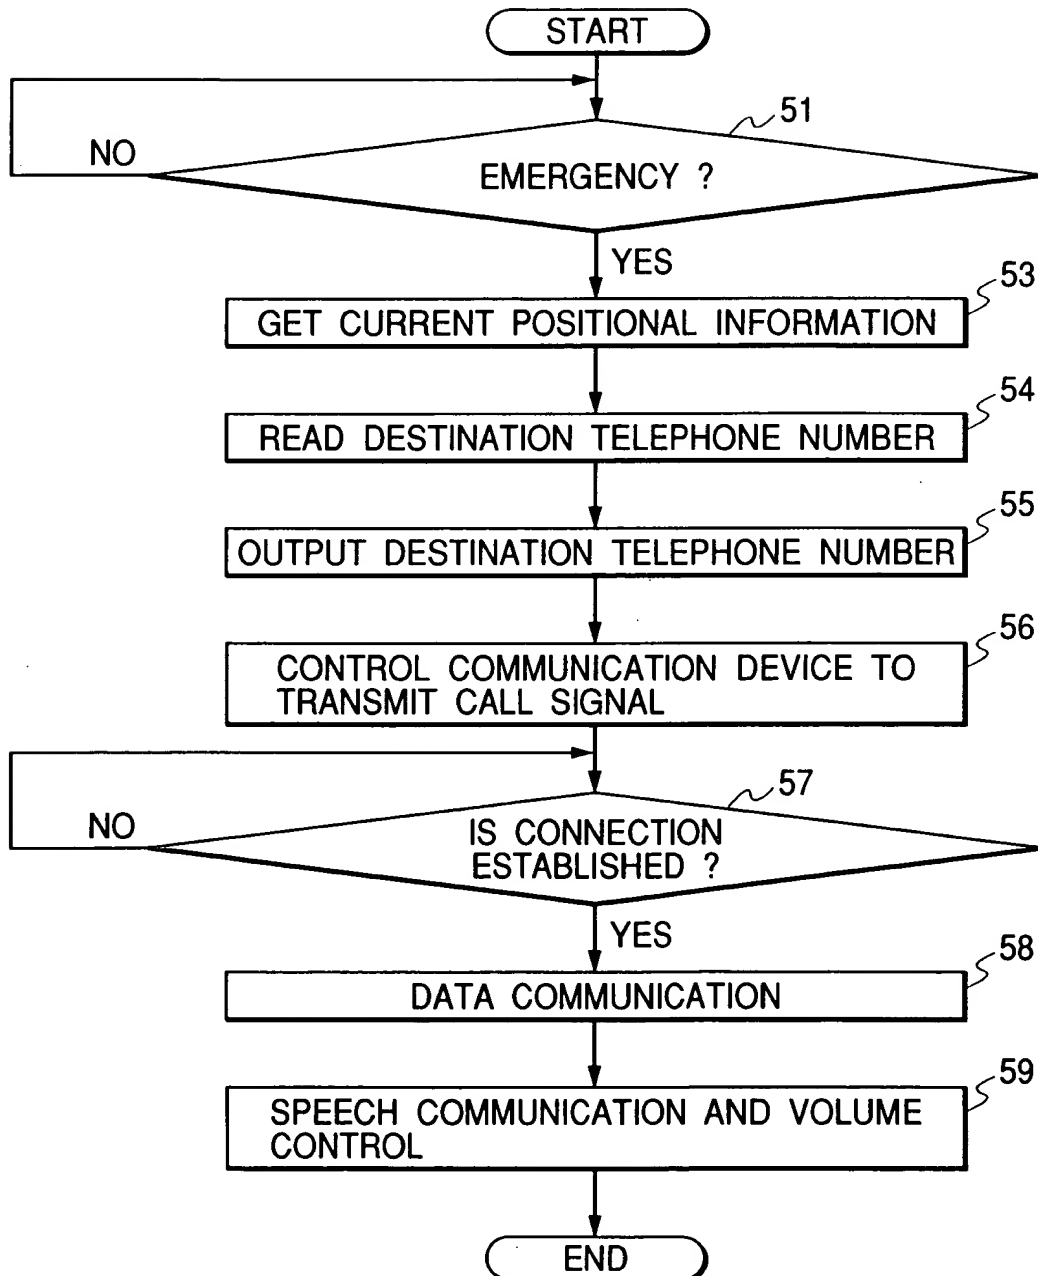 START
51
NO
EMERGENCY ?
YES
53
GET CURRENT POSITIONAL INFORMATION
54
READ DESTINATION TELEPHONE NUMBER
55
OUTPUT DESTINATION TELEPHONE NUMBER
56
CONTROL COMMUNICATION DEVICE TO
TRANSMIT CALL SIGNAL
57
NO
IS CONNECTION
ESTABLISHED ?
YES
58
DATA COMMUNICATION
59
SPEECH COMMUNICATION AND VOLUME
CONTROL
END